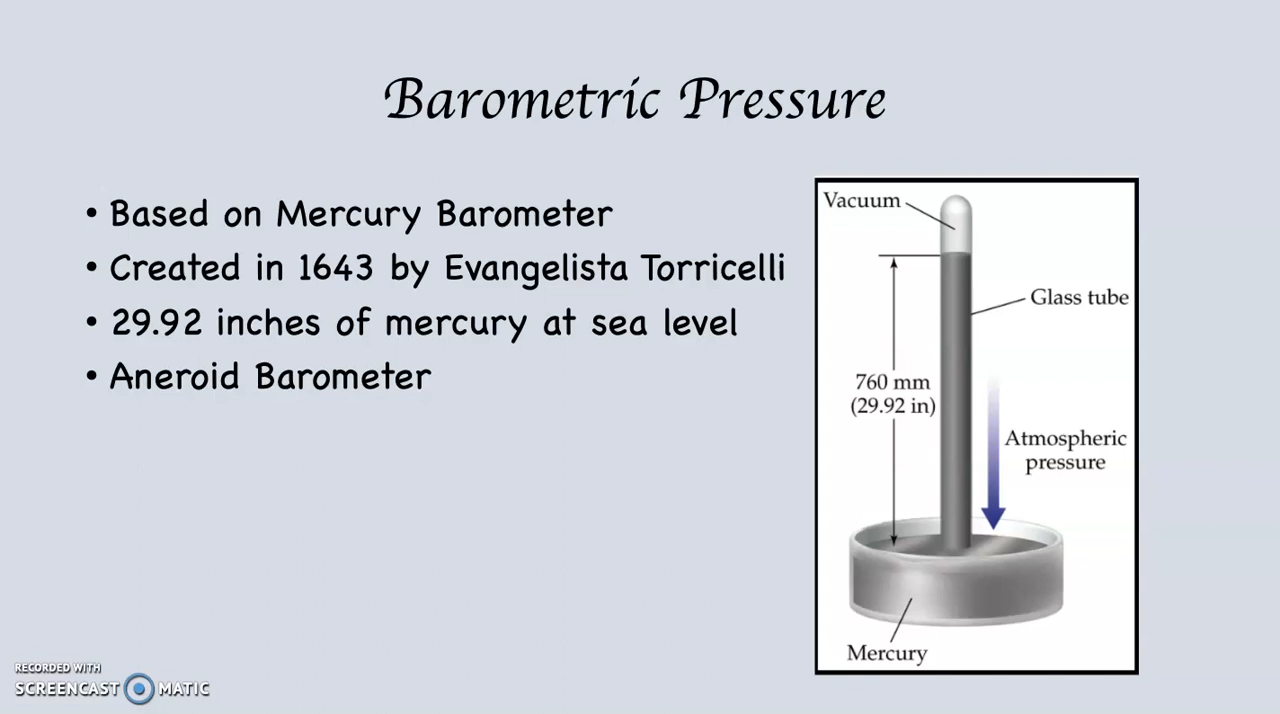 Barometric Pressure
• Based on Mercury Barometer
• Created in 1643 by Evangelista Torricelli
• 29.92 inches of mercury at sea level
• Aneroid Barometer
Vacuum
Glass tube
760 mm
(29.92 in)
Atmospheric
pressure
Mercury
RECORDED WITH
SCREENCAST MATIC